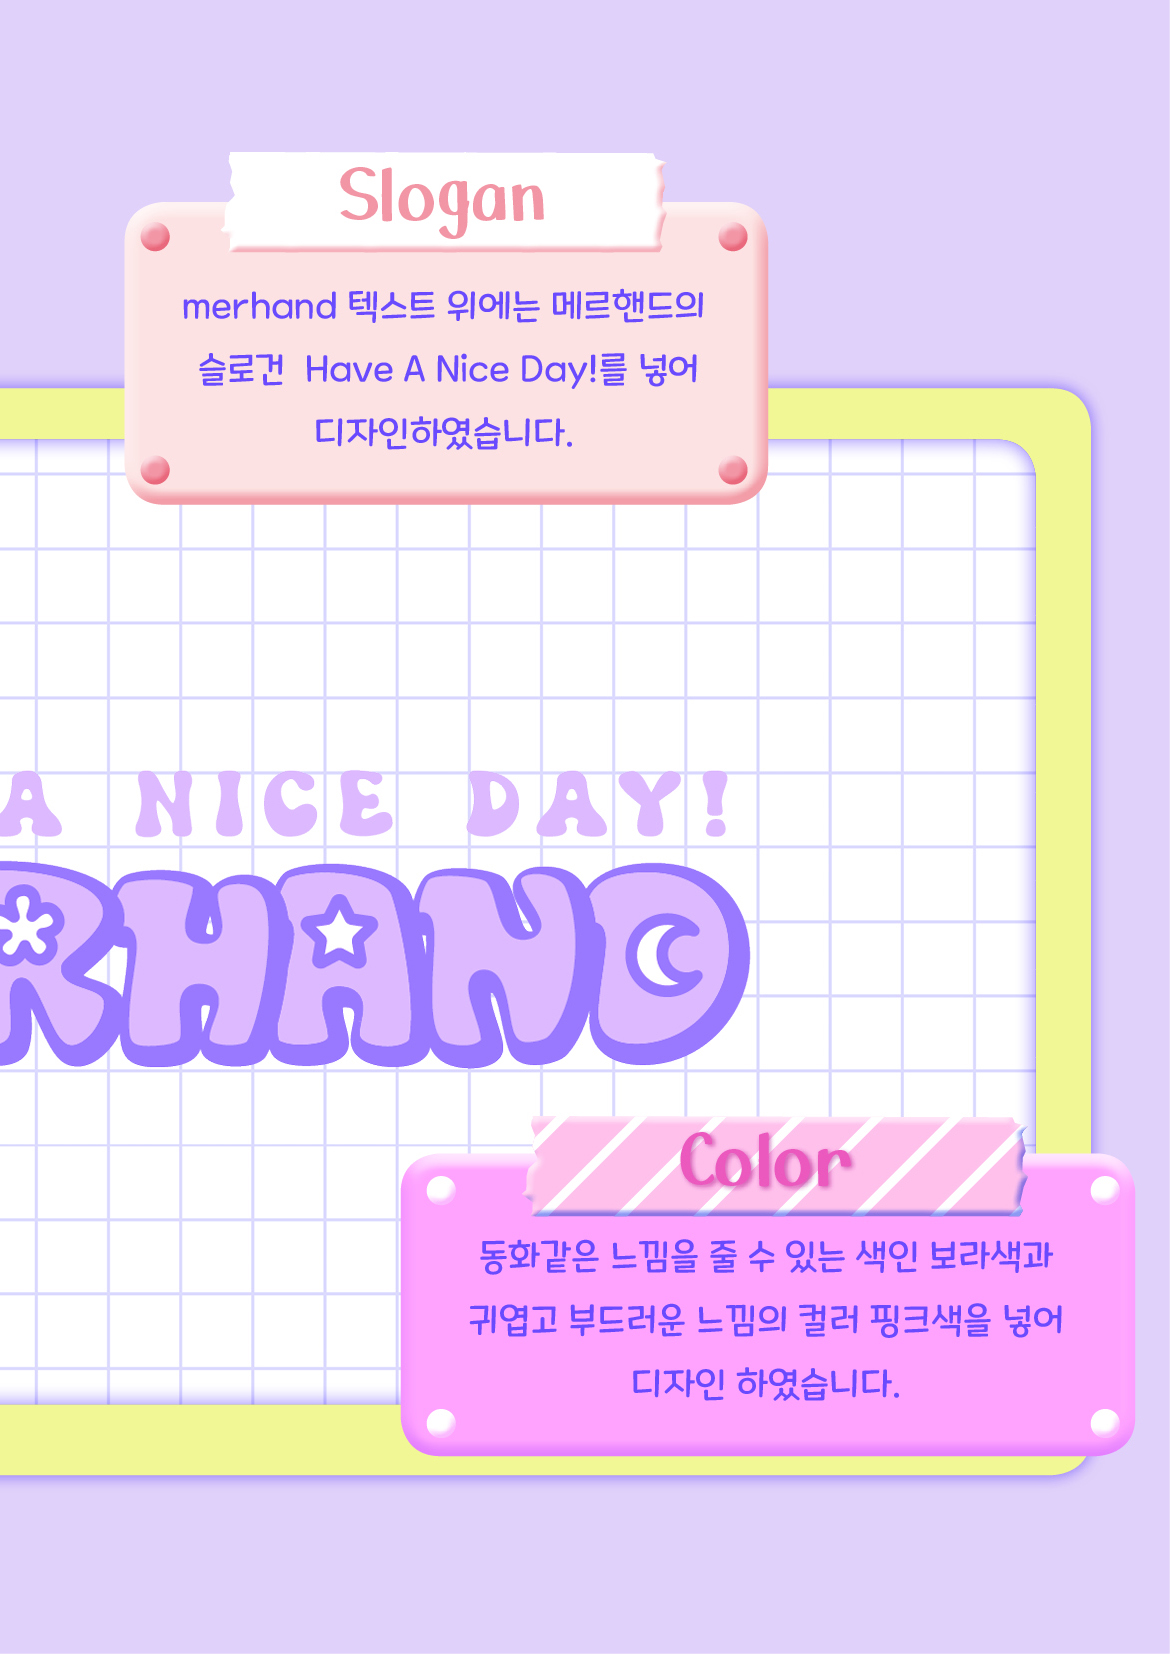 Slogan
merhand 텍스트 위에는 메르핸드의
슬로건 Have A Nice Day!를 넣어
디자인하였습니다.
A NICE DAY!
RHAND
Color
동화같은 느낌을 줄 수 있는 색인 보라색과
귀엽고 부드러운 느낌의 컬러 핑크색을 넣어
디자인 하였습니다.